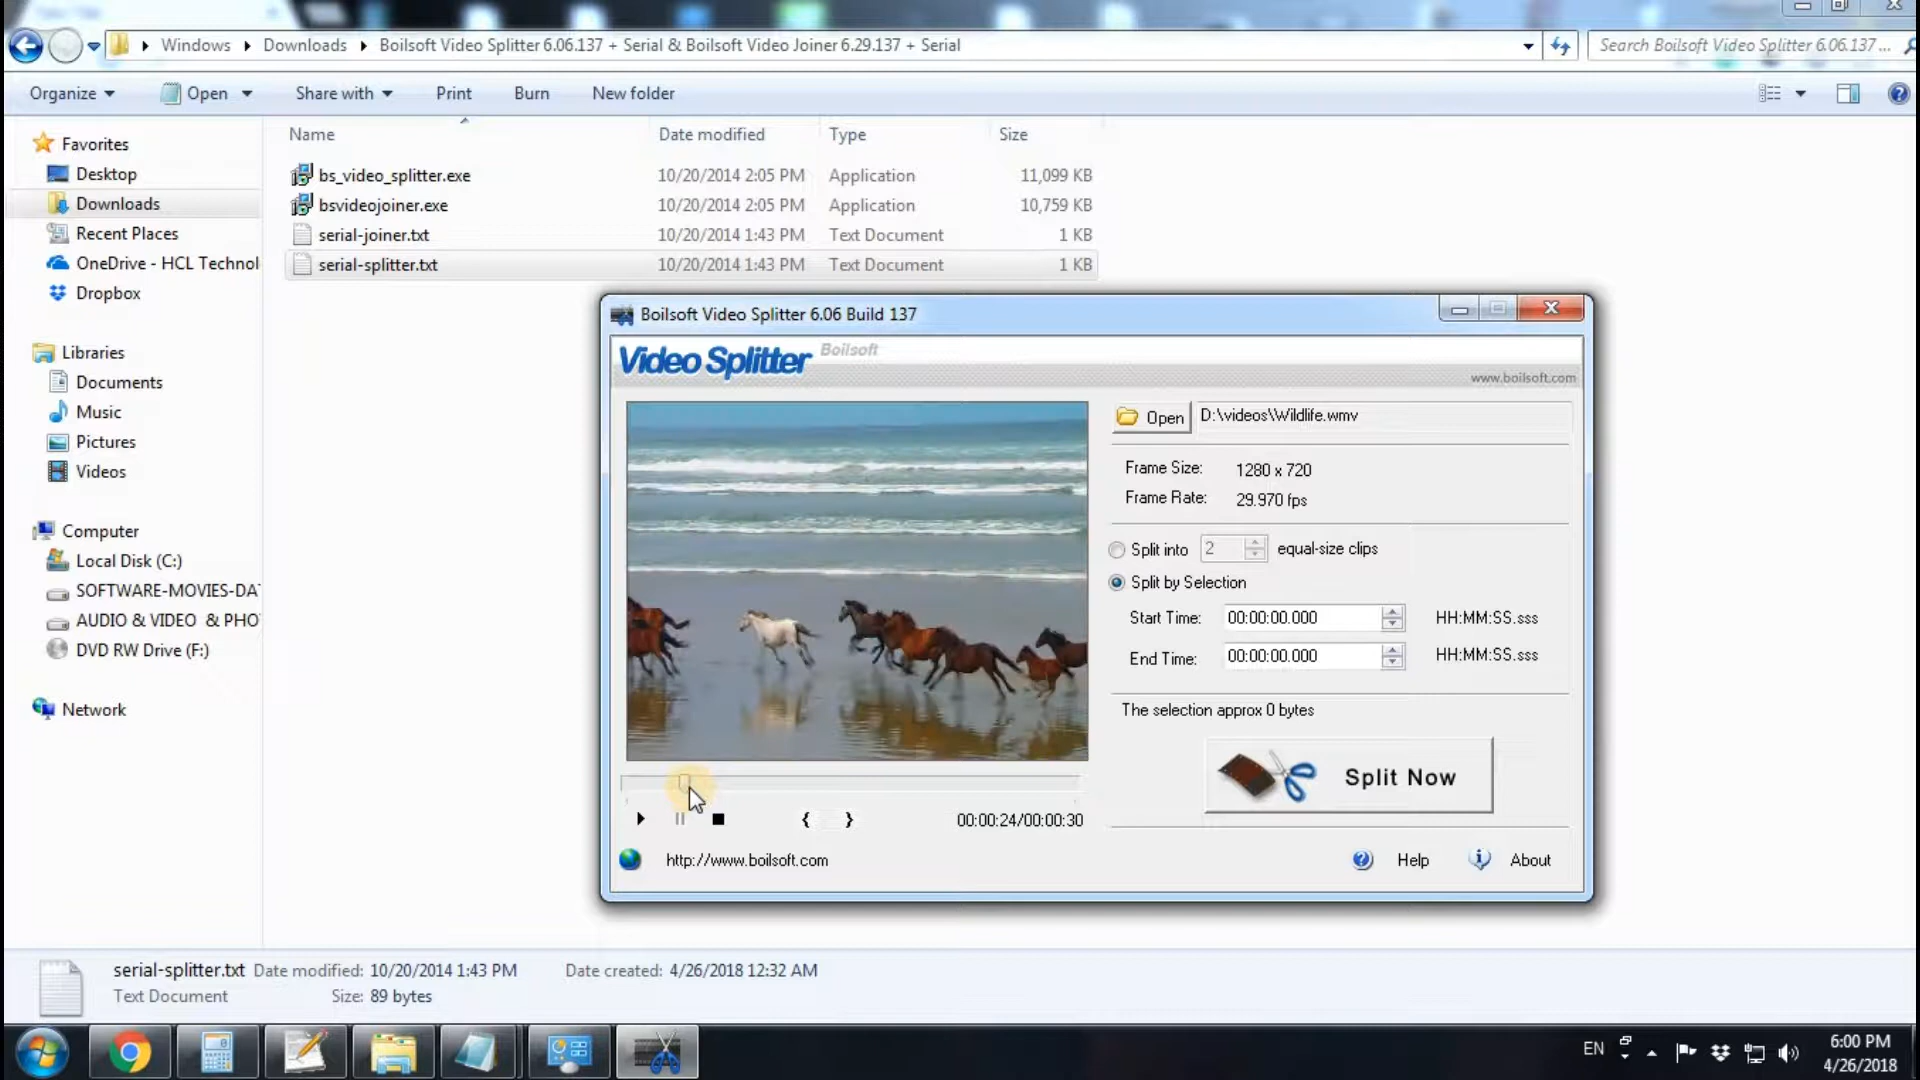 Windows Downloads Boilsoft Video Splitter 6.06.137 + Serial & Boilsoft Video Joiner 6.29.137 + Serial
Search Boilsoft Video Splitter 6.06.137 ...
Organize Open Share with Print Burn New folder
Name Date modified Type Size
Favorites
Desktop
Downloads
Recent Places
OneDrive - HCL Technol
Dropbox
Libraries
Documents
Music
Pictures
Videos
Computer
Local Disk (C:)
SOFTWARE-MOVIES-DA
AUDIO & VIDEO & PHO
DVD RW Drive (F:)
Network
bs_video_splitter.exe 10/20/2014 2:05 PM Application 11,099 KB
bsvideojoiner.exe 10/20/2014 2:05 PM Application 10,759 KB
serial-joiner.txt 10/20/2014 1:43 PM Text Document 1 KB
serial-splitter.txt 10/20/2014 1:43 PM Text Document 1 KB
Boilsoft Video Splitter 6.06 Build 137
Video Splitter Boilsoft
www.boilsoft.com
Open D:\videos\Wildlife.wmv
Frame Size: 1280 x 720
Frame Rate: 29.970 fps
Split into 2 equal-size clips
Split by Selection
Start Time: 00:00:00.000 HH:MM:SS.sss
End Time: 00:00:00.000 HH:MM:SS.sss
The selection approx 0 bytes
Split Now
{ } 00:00:24/00:00:30
http://www.boilsoft.com Help About
serial-splitter.txt Date modified: 10/20/2014 1:43 PM Date created: 4/26/2018 12:32 AM
Text Document Size: 89 bytes
EN
6:00 PM
4/26/2018